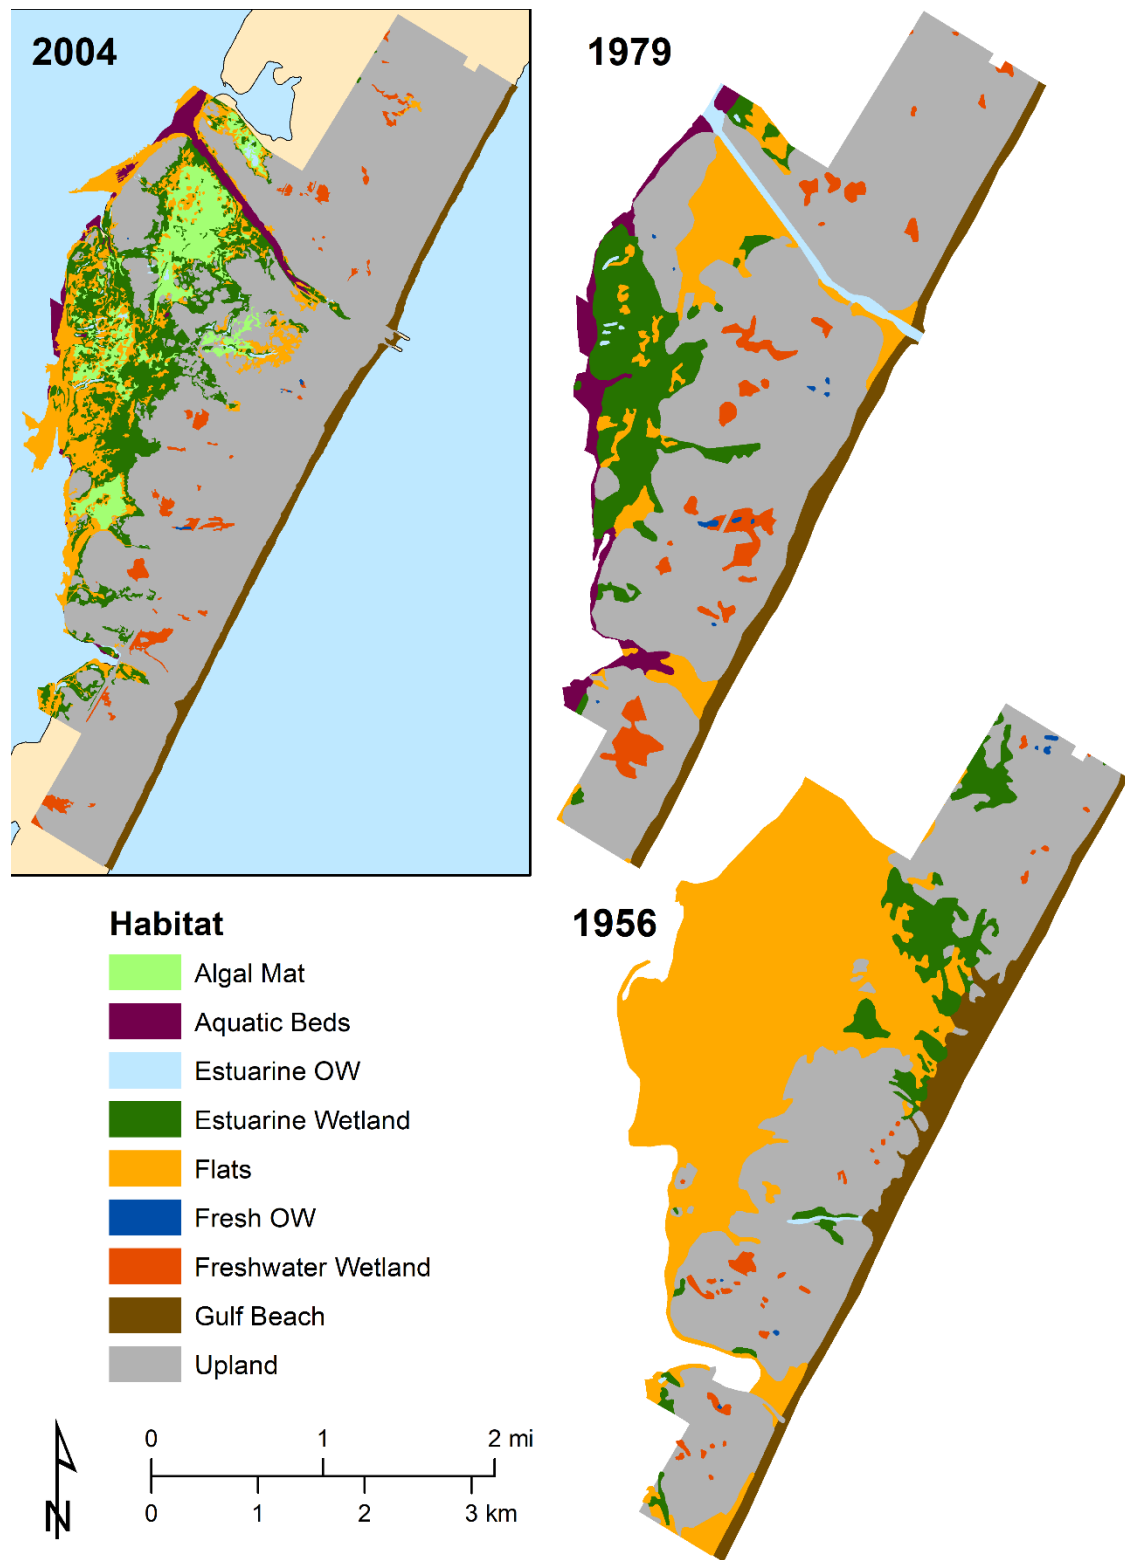 2004
1979
1956
Habitat
Algal Mat
Aquatic Beds
Estuarine OW
Estuarine Wetland
Flats
Fresh OW
Freshwater Wetland
Gulf Beach
Upland
N
0 1 2 mi
0 1 2 3 km